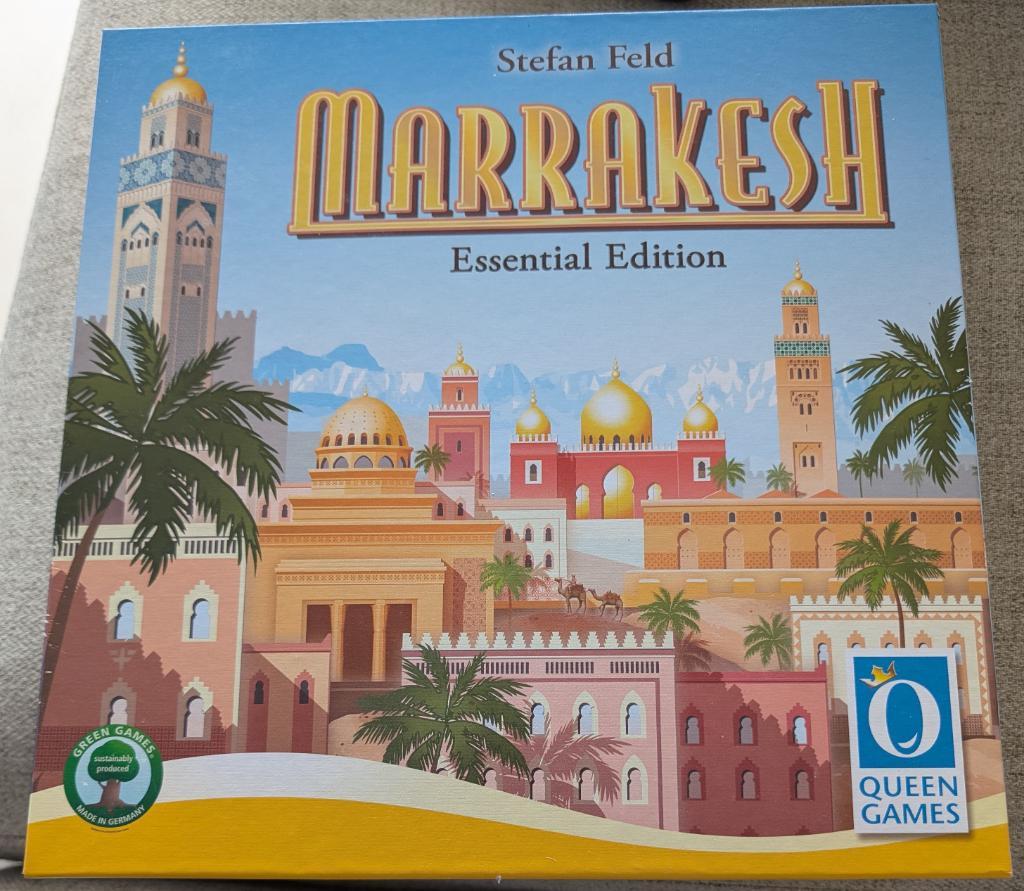 Stefan Feld
MARRAKESH
Essential Edition
GREEN GAMES
sustainably
produced
MADE IN GERMANY
Q
QUEEN
GAMES